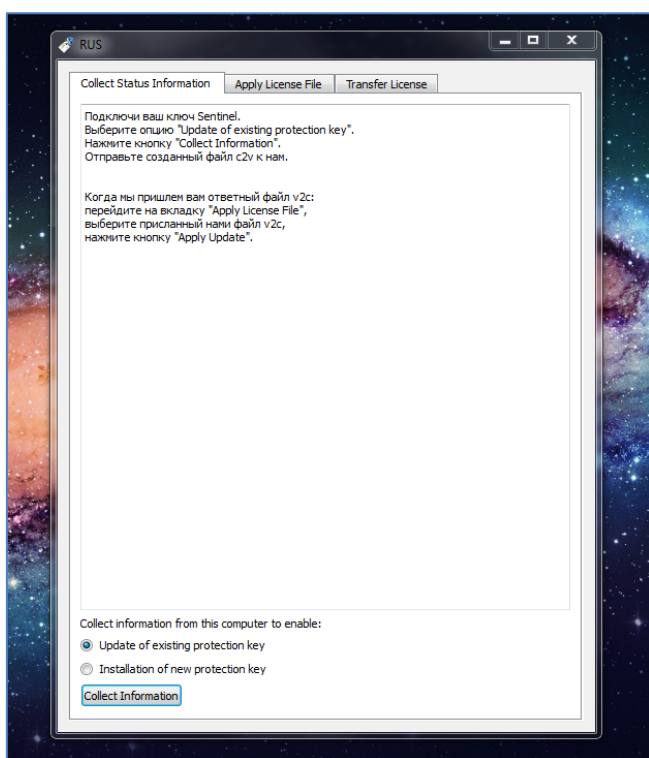 RUS
Collect Status Information Apply License File Transfer License
Подключи ваш ключ Sentinel.
Выберите опцию "Update of existing protection key".
Нажмите кнопку "Collect Information".
Отправьте созданный файл c2v к нам.
Когда мы пришлем вам ответный файл v2c:
перейдите на вкладку "Apply License File",
выберите присланный нами файл v2c,
нажмите кнопку "Apply Update".
Collect information from this computer to enable:
Update of existing protection key
Installation of new protection key
Collect Information